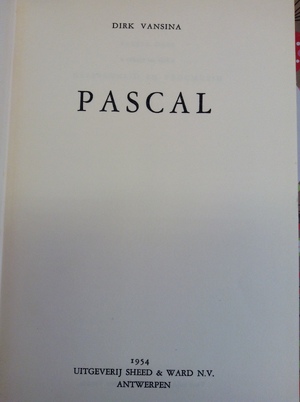 DIRK VANSINA
PASCAL
1954
UITGEVERIJ SHEED & WARD N.V.
ANTWERPEN